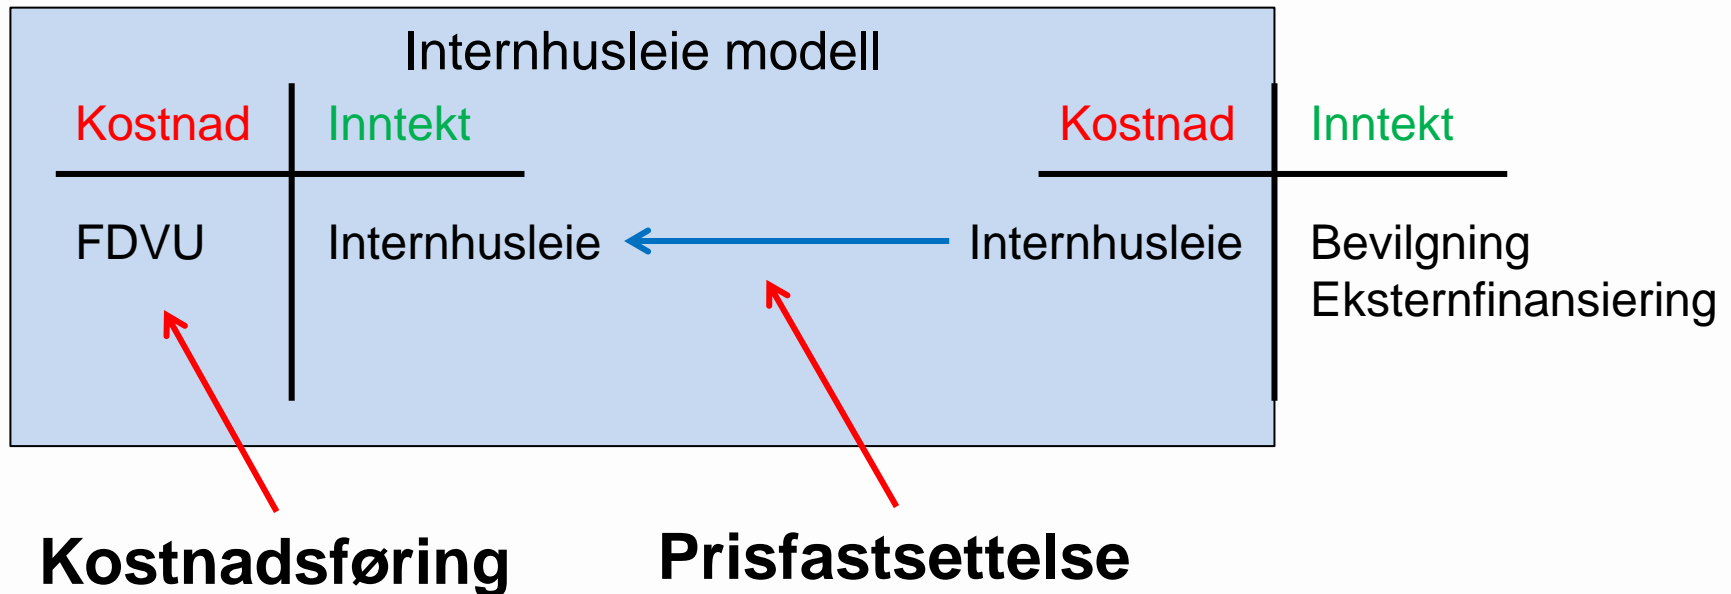 Internhusleie modell
Kostnad Inntekt Kostnad Inntekt
FDVU Internhusleie Internhusleie Bevilgning
Eksternfinansiering
Kostnadsføring Prisfastsettelse